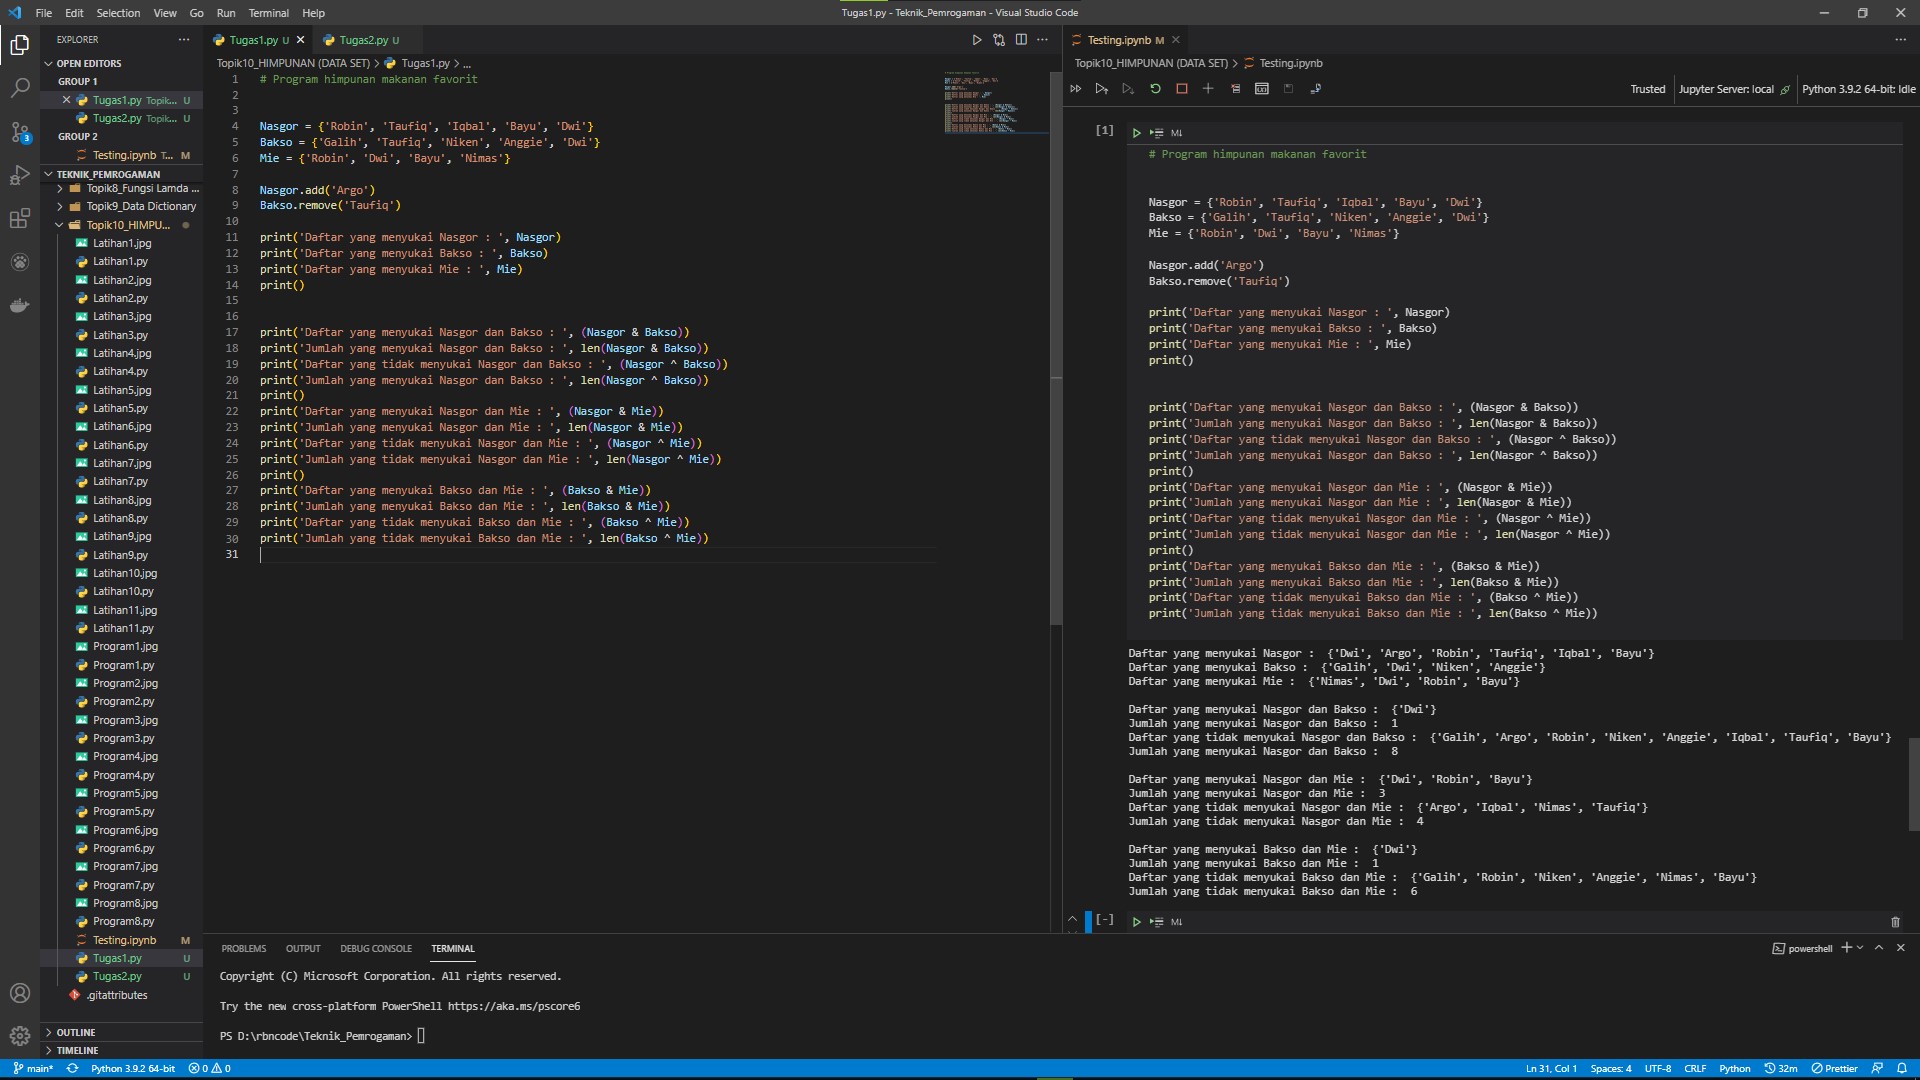 File Edit Selection View Go Run Terminal Help
Tugas1.py - Teknik_Pemrogaman - Visual Studio Code
EXPLORER
OPEN EDITORS
GROUP 1
Tugas1.py Topik... U
Tugas2.py Topik... U
GROUP 2
Testing.ipynb T... M
TEKNIK_PEMROGAMAN
Topik8_Fungsi Lamda ...
Topik9_Data Dictionary
Topik10_HIMPU...
Latihan1.jpg
Latihan1.py
Latihan2.jpg
Latihan2.py
Latihan3.jpg
Latihan3.py
Latihan4.jpg
Latihan4.py
Latihan5.jpg
Latihan5.py
Latihan6.jpg
Latihan6.py
Latihan7.jpg
Latihan7.py
Latihan8.jpg
Latihan8.py
Latihan9.jpg
Latihan9.py
Latihan10.jpg
Latihan10.py
Latihan11.jpg
Latihan11.py
Program1.jpg
Program1.py
Program2.jpg
Program2.py
Program3.jpg
Program3.py
Program4.jpg
Program4.py
Program5.jpg
Program5.py
Program6.jpg
Program6.py
Program7.jpg
Program7.py
Program8.jpg
Program8.py
Testing.ipynb M
Tugas1.py U
Tugas2.py U
.gitattributes
OUTLINE
TIMELINE
3
Tugas1.py U
Tugas2.py U
Topik10_HIMPUNAN (DATA SET) > Tugas1.py > ...
1 # Program himpunan makanan favorit
2
3
4 Nasgor = {'Robin', 'Taufiq', 'Iqbal', 'Bayu', 'Dwi'}
5 Bakso = {'Galih', 'Taufiq', 'Niken', 'Anggie', 'Dwi'}
6 Mie = {'Robin', 'Dwi', 'Bayu', 'Nimas'}
7
8 Nasgor.add('Argo')
9 Bakso.remove('Taufiq')
10
11 print('Daftar yang menyukai Nasgor : ', Nasgor)
12 print('Daftar yang menyukai Bakso : ', Bakso)
13 print('Daftar yang menyukai Mie : ', Mie)
14 print()
15
16
17 print('Daftar yang menyukai Nasgor dan Bakso : ', (Nasgor & Bakso))
18 print('Jumlah yang menyukai Nasgor dan Bakso : ', len(Nasgor & Bakso))
19 print('Daftar yang tidak menyukai Nasgor dan Bakso : ', (Nasgor ^ Bakso))
20 print('Jumlah yang menyukai Nasgor dan Bakso : ', len(Nasgor ^ Bakso))
21 print()
22 print('Daftar yang menyukai Nasgor dan Mie : ', (Nasgor & Mie))
23 print('Jumlah yang menyukai Nasgor dan Mie : ', len(Nasgor & Mie))
24 print('Daftar yang tidak menyukai Nasgor dan Mie : ', (Nasgor ^ Mie))
25 print('Jumlah yang tidak menyukai Nasgor dan Mie : ', len(Nasgor ^ Mie))
26 print()
27 print('Daftar yang menyukai Bakso dan Mie : ', (Bakso & Mie))
28 print('Jumlah yang menyukai Bakso dan Mie : ', len(Bakso & Mie))
29 print('Daftar yang tidak menyukai Bakso dan Mie : ', (Bakso ^ Mie))
30 print('Jumlah yang tidak menyukai Bakso dan Mie : ', len(Bakso ^ Mie))
31
Testing.ipynb M
Topik10_HIMPUNAN (DATA SET) > Testing.ipynb
Trusted Jupyter Server: local Python 3.9.2 64-bit: Idle
[1] M↓
# Program himpunan makanan favorit
Nasgor = {'Robin', 'Taufiq', 'Iqbal', 'Bayu', 'Dwi'}
Bakso = {'Galih', 'Taufiq', 'Niken', 'Anggie', 'Dwi'}
Mie = {'Robin', 'Dwi', 'Bayu', 'Nimas'}
Nasgor.add('Argo')
Bakso.remove('Taufiq')
print('Daftar yang menyukai Nasgor : ', Nasgor)
print('Daftar yang menyukai Bakso : ', Bakso)
print('Daftar yang menyukai Mie : ', Mie)
print()
print('Daftar yang menyukai Nasgor dan Bakso : ', (Nasgor & Bakso))
print('Jumlah yang menyukai Nasgor dan Bakso : ', len(Nasgor & Bakso))
print('Daftar yang tidak menyukai Nasgor dan Bakso : ', (Nasgor ^ Bakso))
print('Jumlah yang menyukai Nasgor dan Bakso : ', len(Nasgor ^ Bakso))
print()
print('Daftar yang menyukai Nasgor dan Mie : ', (Nasgor & Mie))
print('Jumlah yang menyukai Nasgor dan Mie : ', len(Nasgor & Mie))
print('Daftar yang tidak menyukai Nasgor dan Mie : ', (Nasgor ^ Mie))
print('Jumlah yang tidak menyukai Nasgor dan Mie : ', len(Nasgor ^ Mie))
print()
print('Daftar yang menyukai Bakso dan Mie : ', (Bakso & Mie))
print('Jumlah yang menyukai Bakso dan Mie : ', len(Bakso & Mie))
print('Daftar yang tidak menyukai Bakso dan Mie : ', (Bakso ^ Mie))
print('Jumlah yang tidak menyukai Bakso dan Mie : ', len(Bakso ^ Mie))
Daftar yang menyukai Nasgor :  {'Dwi', 'Argo', 'Robin', 'Taufiq', 'Iqbal', 'Bayu'}
Daftar yang menyukai Bakso :  {'Galih', 'Dwi', 'Niken', 'Anggie'}
Daftar yang menyukai Mie :  {'Nimas', 'Dwi', 'Robin', 'Bayu'}
Daftar yang menyukai Nasgor dan Bakso :  {'Dwi'}
Jumlah yang menyukai Nasgor dan Bakso :  1
Daftar yang tidak menyukai Nasgor dan Bakso :  {'Galih', 'Argo', 'Robin', 'Niken', 'Anggie', 'Iqbal', 'Taufiq', 'Bayu'}
Jumlah yang menyukai Nasgor dan Bakso :  8
Daftar yang menyukai Nasgor dan Mie :  {'Dwi', 'Robin', 'Bayu'}
Jumlah yang menyukai Nasgor dan Mie :  3
Daftar yang tidak menyukai Nasgor dan Mie :  {'Argo', 'Iqbal', 'Nimas', 'Taufiq'}
Jumlah yang tidak menyukai Nasgor dan Mie :  4
Daftar yang menyukai Bakso dan Mie :  {'Dwi'}
Jumlah yang menyukai Bakso dan Mie :  1
Daftar yang tidak menyukai Bakso dan Mie :  {'Galih', 'Robin', 'Niken', 'Anggie', 'Nimas', 'Bayu'}
Jumlah yang tidak menyukai Bakso dan Mie :  6
[-] M↓
PROBLEMS OUTPUT DEBUG CONSOLE TERMINAL
powershell
Copyright (C) Microsoft Corporation. All rights reserved.
Try the new cross-platform PowerShell https://aka.ms/pscore6
PS D:\rbncode\Teknik_Pemrogaman>
main* Python 3.9.2 64-bit 0 0
Ln 31, Col 1 Spaces: 4 UTF-8 CRLF Python 32m Prettier